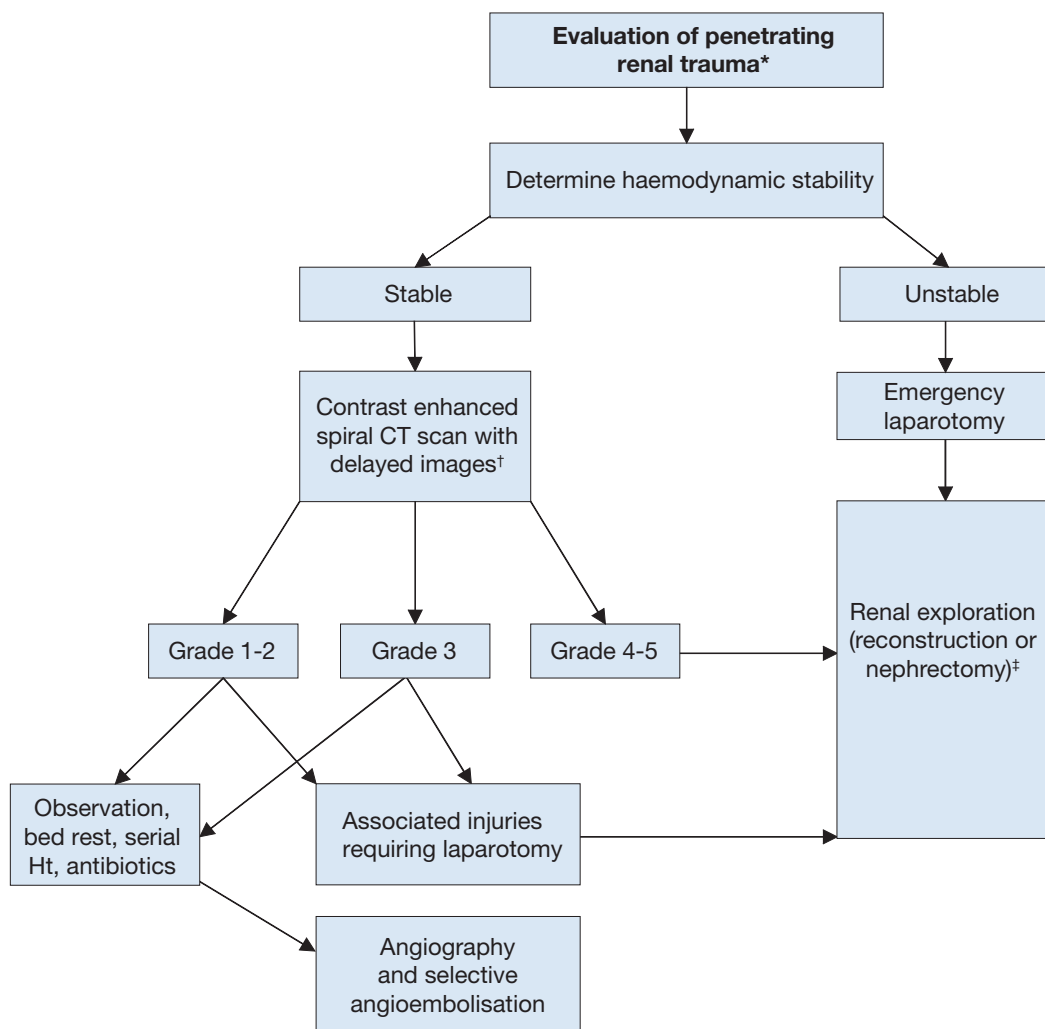 Evaluation of penetrating
renal trauma*
Determine haemodynamic stability
Stable
Unstable
Contrast enhanced
spiral CT scan with
delayed images†
Emergency
laparotomy
Grade 1-2
Grade 3
Grade 4-5
Renal exploration
(reconstruction or
nephrectomy)‡
Observation,
bed rest, serial
Ht, antibiotics
Associated injuries
requiring laparotomy
Angiography
and selective
angioembolisation